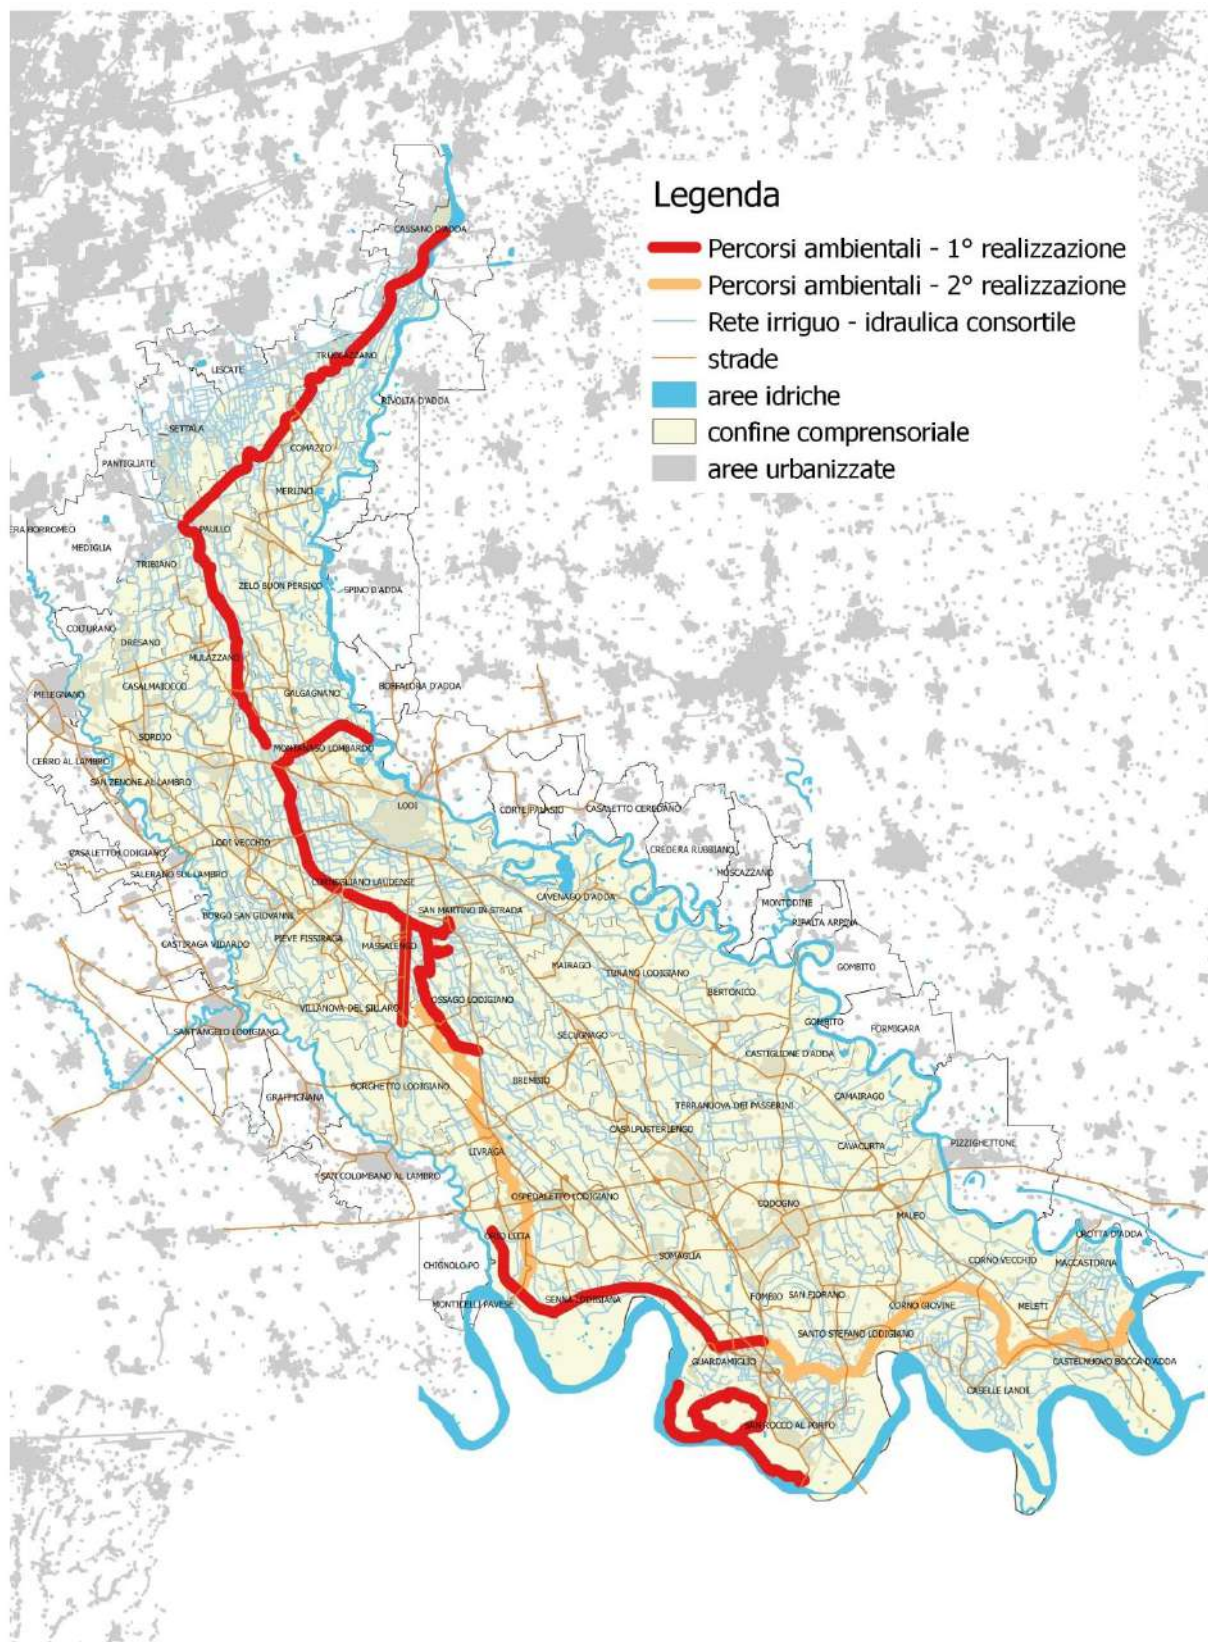 Legenda
Percorsi ambientali - 1° realizzazione
Percorsi ambientali - 2° realizzazione
Rete irriguo - idraulica consortile
strade
aree idriche
confine comprensoriale
aree urbanizzate
CASSANO D'ADDA
TRUCCAZZANO
LISCATE
RIVOLTA D'ADDA
SETTALA
COMAZZO
PANTIGLIATE
MERLINO
ERA BORROMEO
PAULLO
MEDIGLIA
TRIBIANO
ZELO BUON PERSICO
SPINO D'ADDA
COLTURANO
DRESANO
MULAZZANO
CASALMAIOCCO
GALGAGNANO
BOFFALORA D'ADDA
MELEGNANO
SORDIO
MONTANASO LOMBARDO
CERRO AL LAMBRO
SAN ZENONE AL LAMBRO
LODI
CORTE PALASIO
CASALETTO CEREDANO
LODI VECCHIO
CREDERA RUBBIANO
CASALETTO LODIGIANO
SALERANO SUL LAMBRO
MOSCAZZANO
CORNEGLIANO LAUDENSE
CAVENAGO D'ADDA
MONTODINE
BORGO SAN GIOVANNI
SAN MARTINO IN STRADA
RIPALTA ARPINA
CASTIRAGA VIDARDO
PIEVE FISSIRAGA
MASSALENGO
MAIRAGO
TURANO LODIGIANO
GOMBITO
BERTONICO
OSSAGO LODIGIANO
VILLANOVA DEL SILLARO
GOMBITO
FORMIGARA
SANT'ANGELO LODIGIANO
SECUGNAGO
CASTIGLIONE D'ADDA
BORGHETTO LODIGIANO
BREMBIO
GRAFFIGNANA
TERRANUOVA DEI PASSERINI
CAMAIRAGO
CASALPUSTERLENGO
CAVACURTA
PIZZIGHETTONE
LIVRAGA
SAN COLOMBANO AL LAMBRO
OSPEDALETTO LODIGIANO
CODOGNO
MALEO
ORIO LITTA
CROTTA D'ADDA
SOMAGLIA
CORNO VECCHIO
MACCASTORNA
CHIGNOLO PO
MONTICELLI PAVESE
SENNA LODIGIANA
FOMBIO
SAN FIORANO
CORNO GIOVINE
MELETI
SANTO STEFANO LODIGIANO
GUARDAMIGLIO
CASTELNUOVO BOCCA D'ADDA
CASELLE LANDI
SAN ROCCO AL PORTO